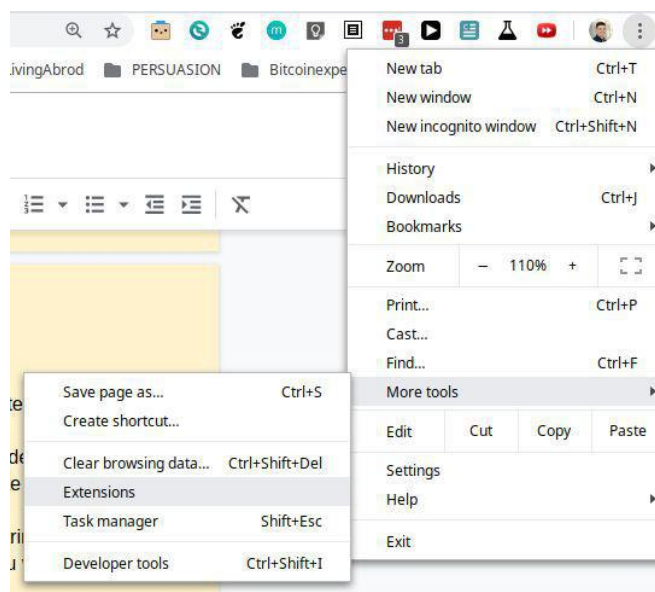 3
ivingAbrod PERSUASION Bitcoinexpe
New tab Ctrl+T
New window Ctrl+N
New incognito window Ctrl+Shift+N
History
Downloads Ctrl+J
Bookmarks
Zoom – 110% +
Print... Ctrl+P
Cast...
Find... Ctrl+F
More tools
Edit Cut Copy Paste
Settings
Help
Exit
Save page as... Ctrl+S
Create shortcut...
Clear browsing data... Ctrl+Shift+Del
Extensions
Task manager Shift+Esc
Developer tools Ctrl+Shift+I